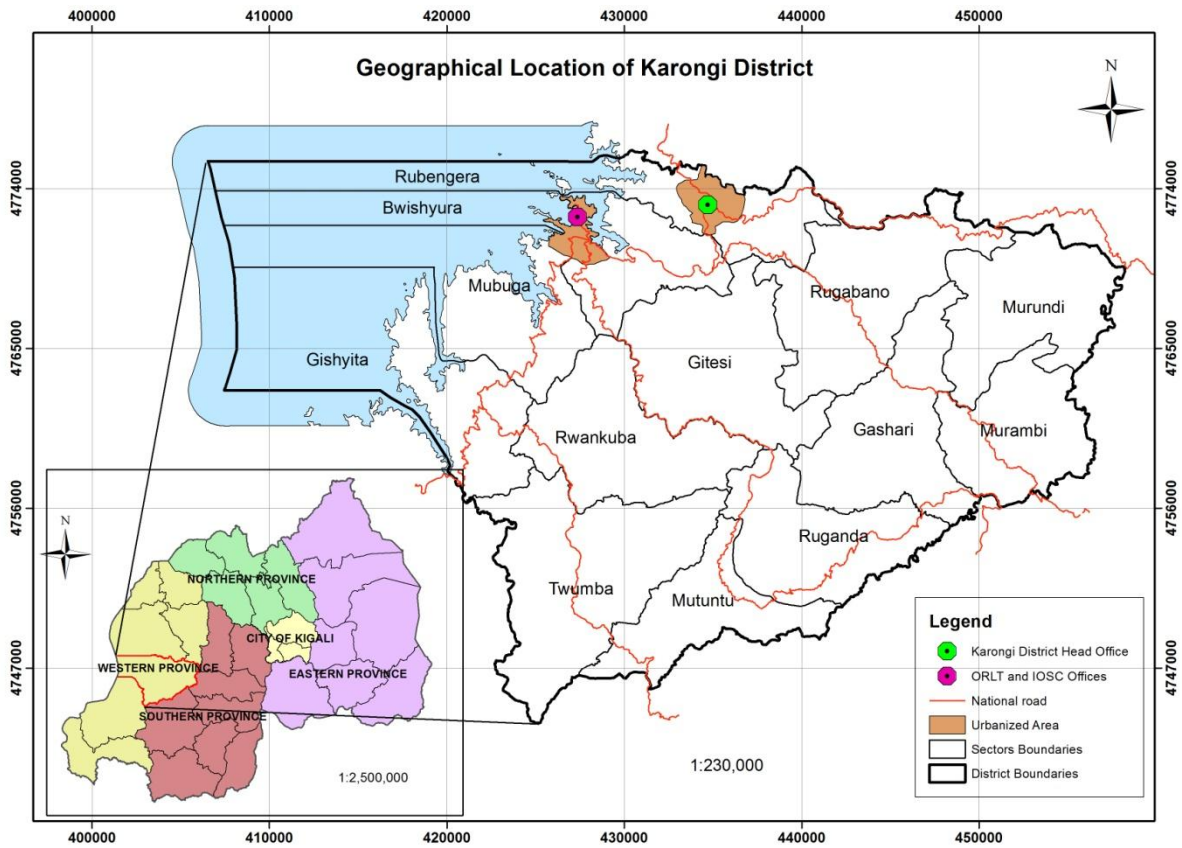 400000 410000 420000 430000 440000 450000
Geographical Location of Karongi District
N
4774000 4774000
Rubengera
Bwishyura
Mubuga Rugabano Murundi
4765000 4765000
Gishyita Gitesi
Rwankuba Gashari Murambi
4756000 4756000
N
Ruganda
NORTHERN PROVINCE
Twumba Mutuntu
CITY OF KIGALI
WESTERN PROVINCE EASTERN PROVINCE
4747000 4747000
SOUTHERN PROVINCE
1:2,500,000
1:230,000
Legend
Karongi District Head Office
ORLT and IOSC Offices
National road
Urbanized Area
Sectors Boundaries
District Boundaries
400000 410000 420000 430000 440000 450000